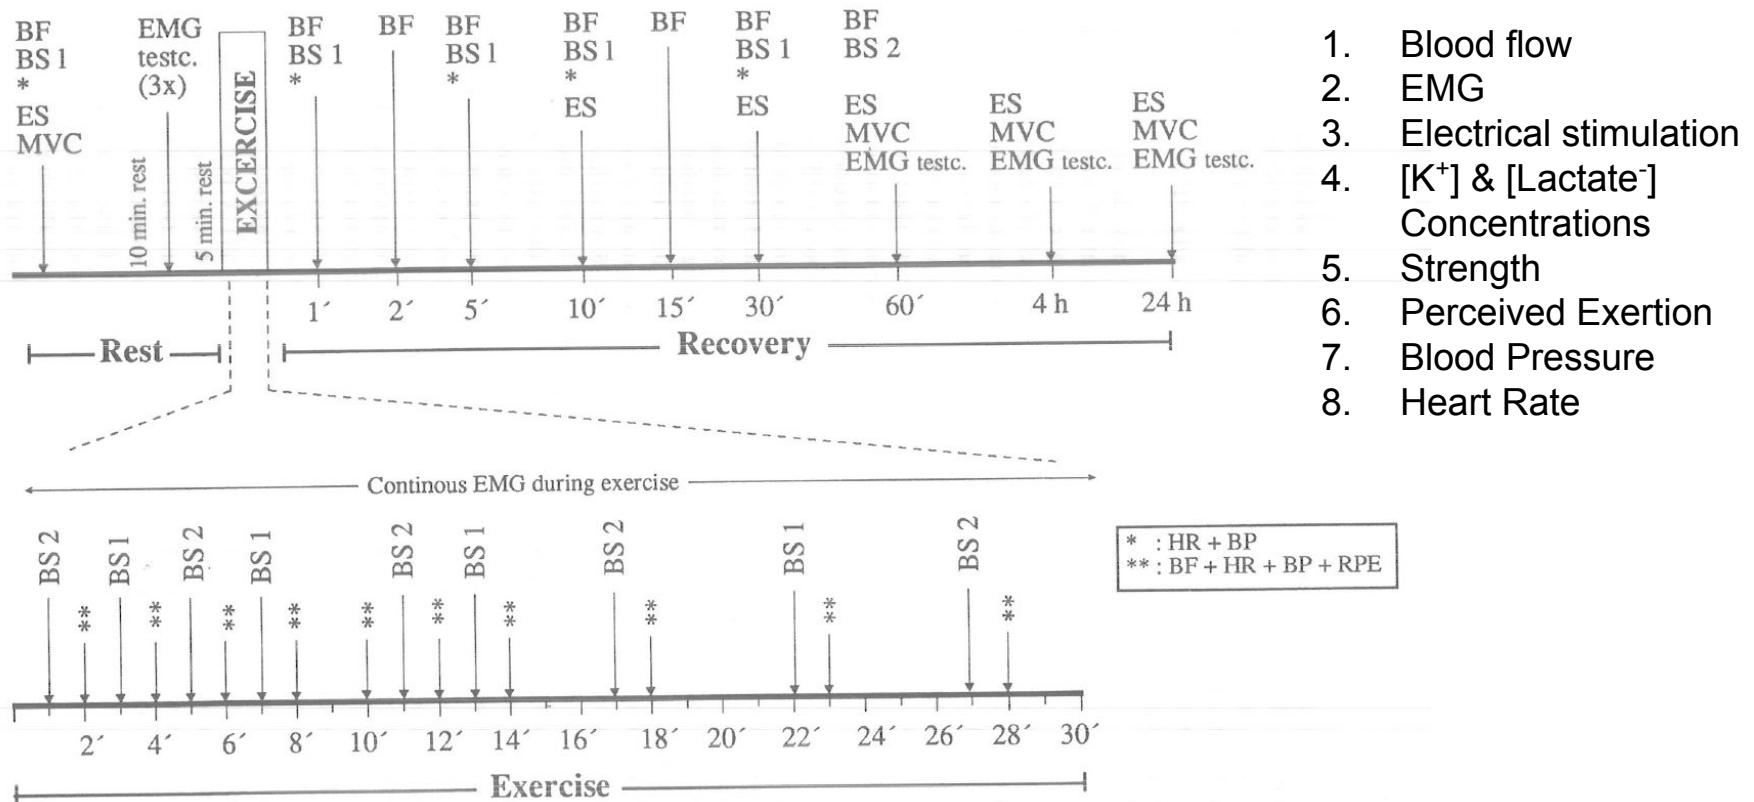 BF
BS 1
*
ES
MVC
EMG
testc.
(3x)
10 min. rest
5 min. rest
EXCERCISE
BF
BS 1
*
BF
BF
BS 1
*
BF
BS 1
*
ES
BF
BF
BS 1
*
ES
BF
BS 2
ES
MVC
EMG testc.
ES
MVC
EMG testc.
ES
MVC
EMG testc.
1´ 2´ 5´ 10´ 15´ 30´ 60´ 4 h 24 h
Rest
Recovery
Continous EMG during exercise
BS 2
**
BS 1
**
BS 2
**
BS 1
**
**
BS 2
**
BS 1
**
BS 2
**
BS 1
**
BS 2
**
* : HR + BP
** : BF + HR + BP + RPE
2´ 4´ 6´ 8´ 10´ 12´ 14´ 16´ 18´ 20´ 22´ 24´ 26´ 28´ 30´
Exercise
1. Blood flow
2. EMG
3. Electrical stimulation
4. [K⁺] & [Lactate⁻]
Concentrations
5. Strength
6. Perceived Exertion
7. Blood Pressure
8. Heart Rate